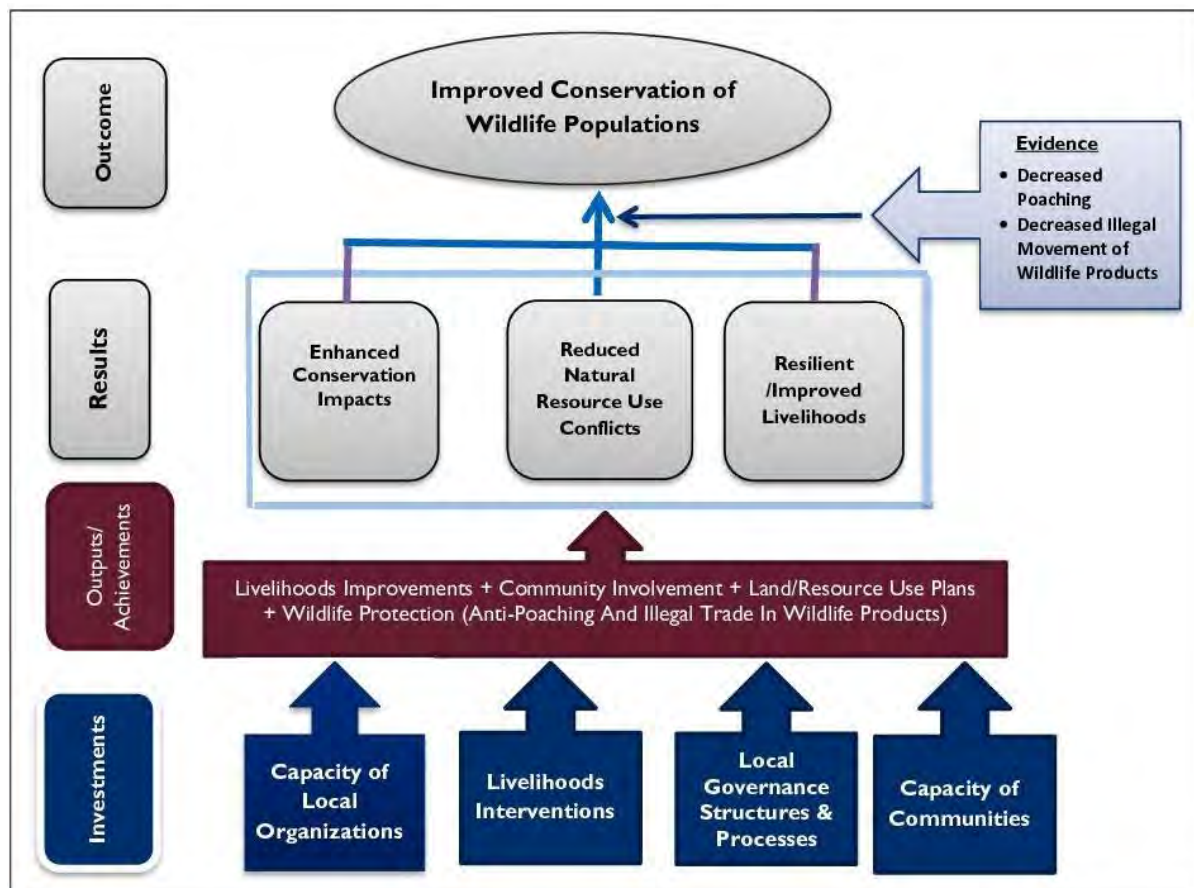 Outcome
Improved Conservation of
Wildlife Populations
Evidence
• Decreased
Poaching
• Decreased Illegal
Movement of
Wildlife Products
Results
Enhanced
Conservation
Impacts
Reduced
Natural
Resource Use
Conflicts
Resilient
/Improved
Livelihoods
Outputs/
Achievements
Livelihoods Improvements + Community Involvement + Land/Resource Use Plans
+ Wildlife Protection (Anti-Poaching And Illegal Trade In Wildlife Products)
Investments
Capacity of
Local
Organizations
Livelihoods
Interventions
Local
Governance
Structures &
Processes
Capacity of
Communities